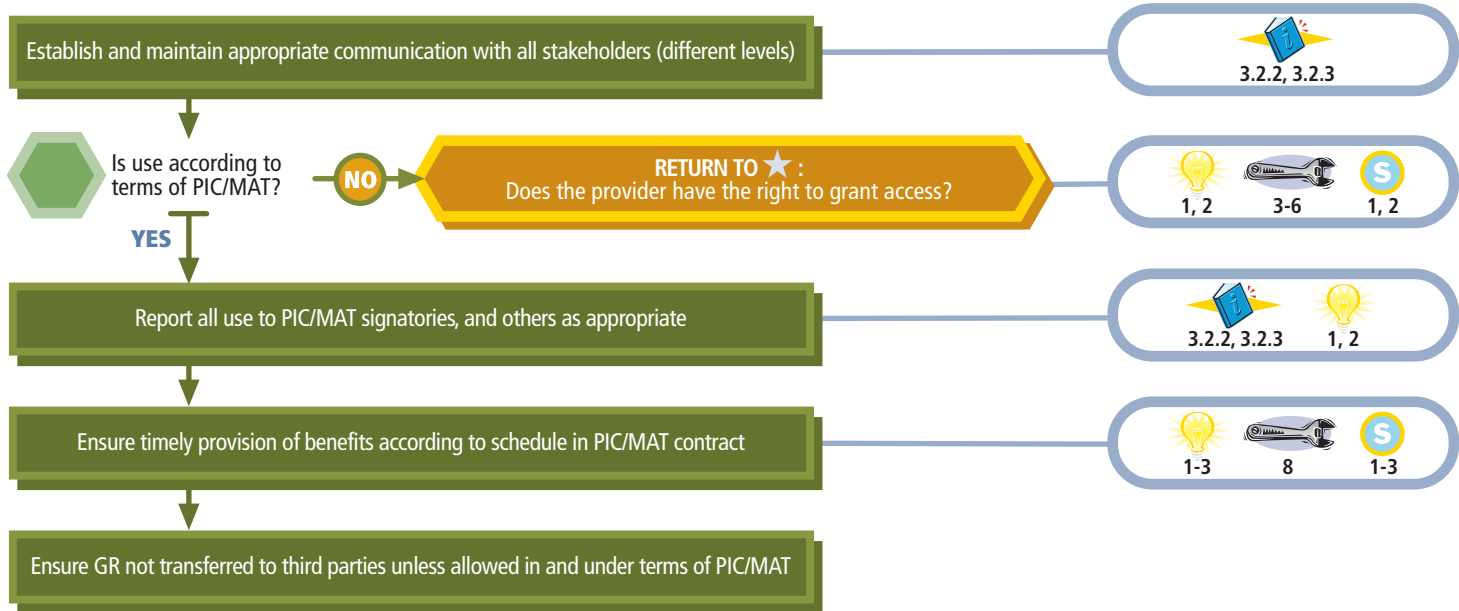 Establish and maintain appropriate communication with all stakeholders (different levels)
i
3.2.2, 3.2.3
Is use according to
terms of PIC/MAT?
NO
RETURN TO ★ :
Does the provider have the right to grant access?
S
1, 2
3-6
1, 2
YES
Report all use to PIC/MAT signatories, and others as appropriate
i
3.2.2, 3.2.3
1, 2
Ensure timely provision of benefits according to schedule in PIC/MAT contract
S
1-3
8
1-3
Ensure GR not transferred to third parties unless allowed in and under terms of PIC/MAT